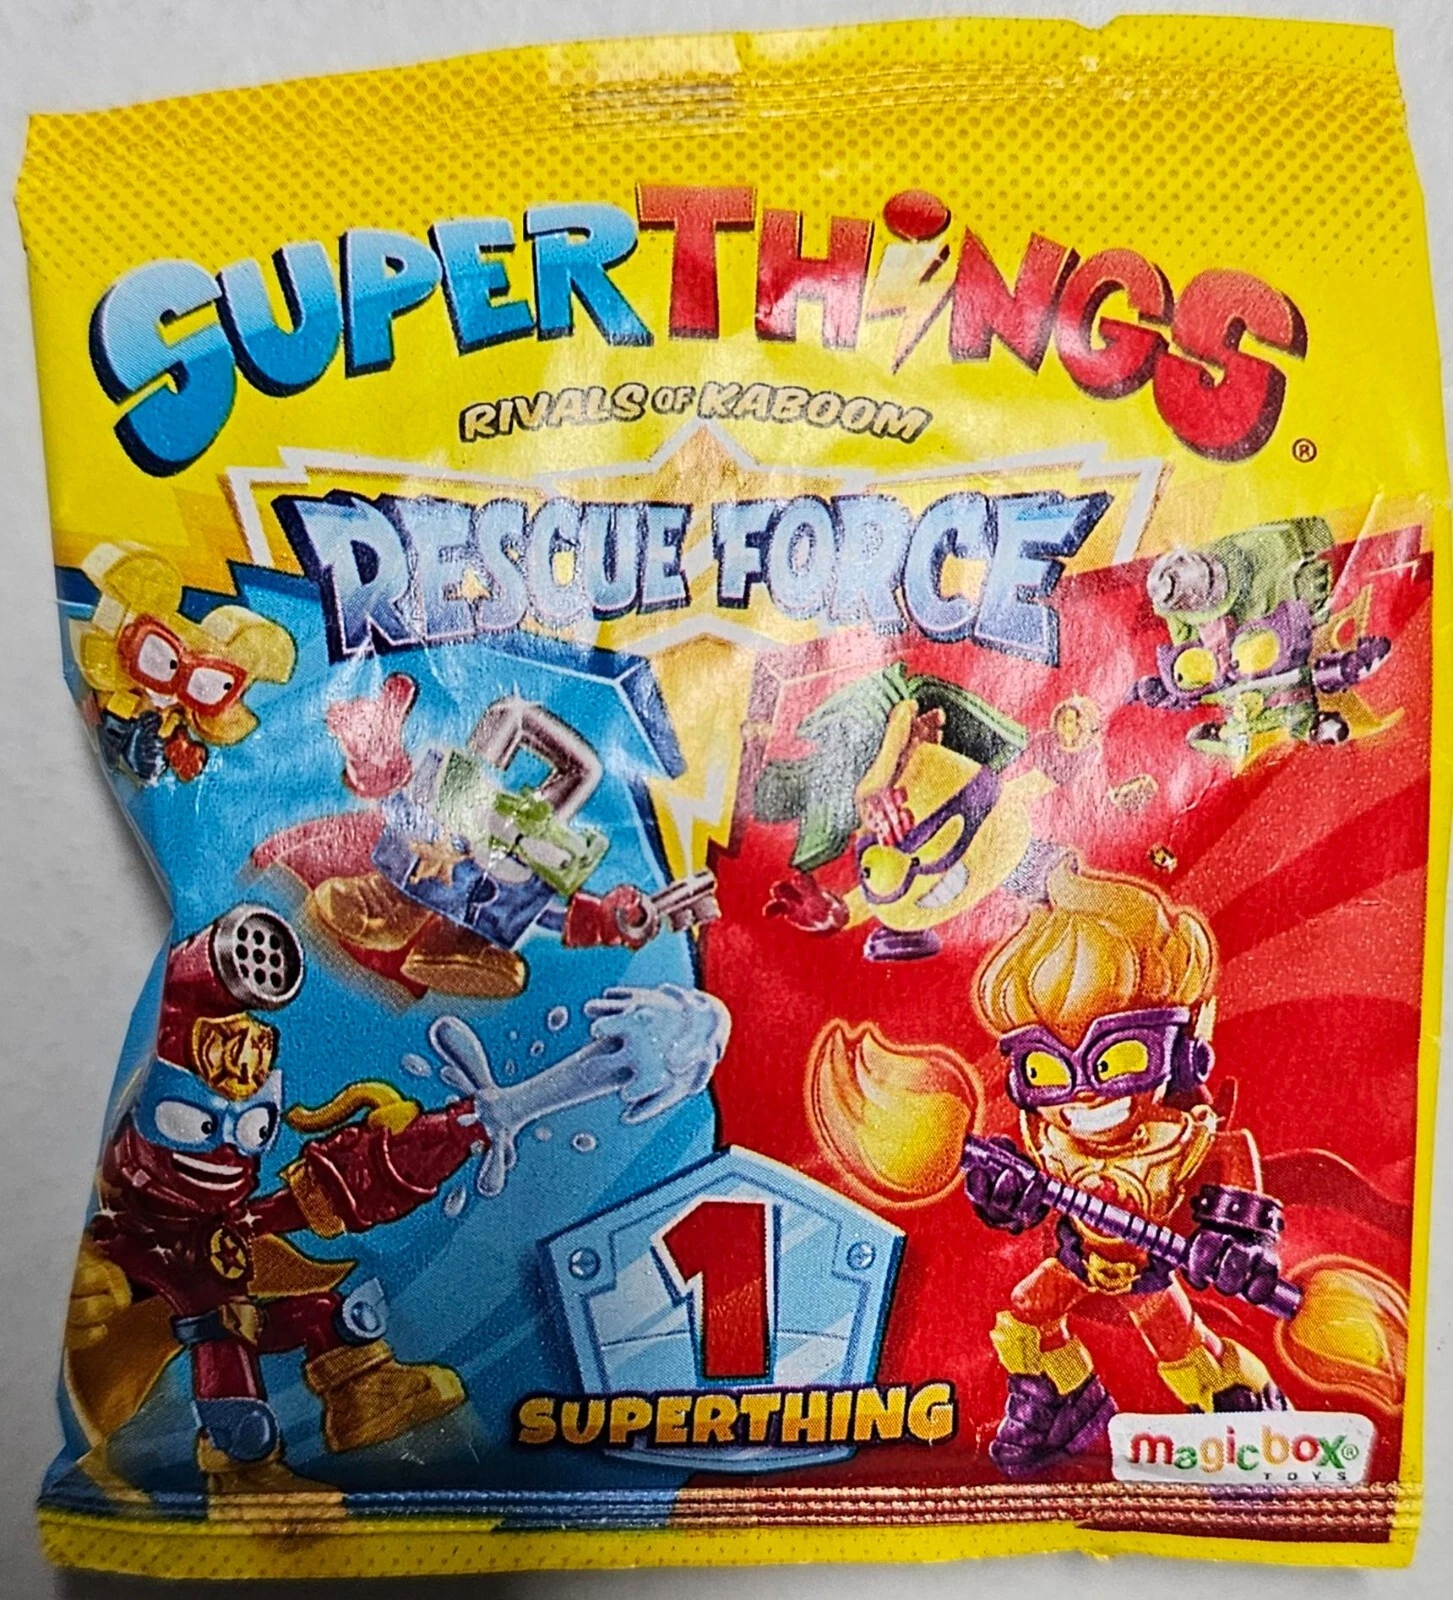 SUPERTHiNGS ®
RIVALS OF KABOOM
RESCUE FORCE
1
SUPERTHING
magicbox®
TOYS